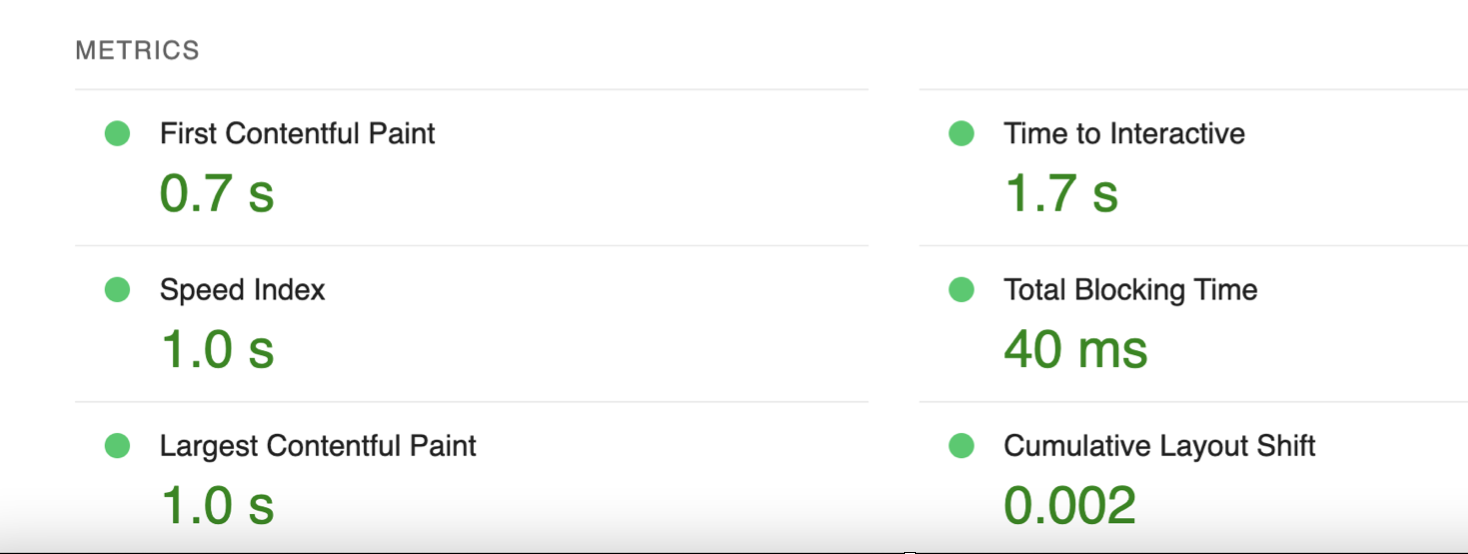 METRICS
First Contentful Paint
0.7 s
Time to Interactive
1.7 s
Speed Index
1.0 s
Total Blocking Time
40 ms
Largest Contentful Paint
1.0 s
Cumulative Layout Shift
0.002